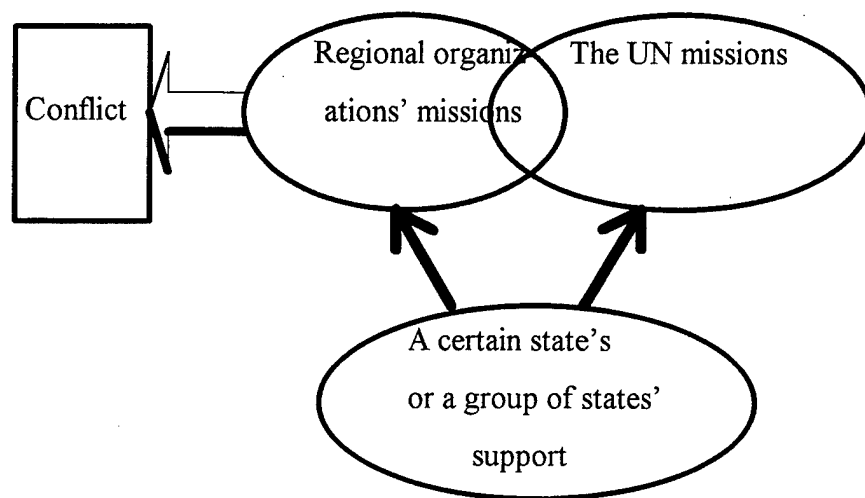 Regional organiz
ations’ missions
The UN missions
Conflict
A certain state’s
or a group of states’
support